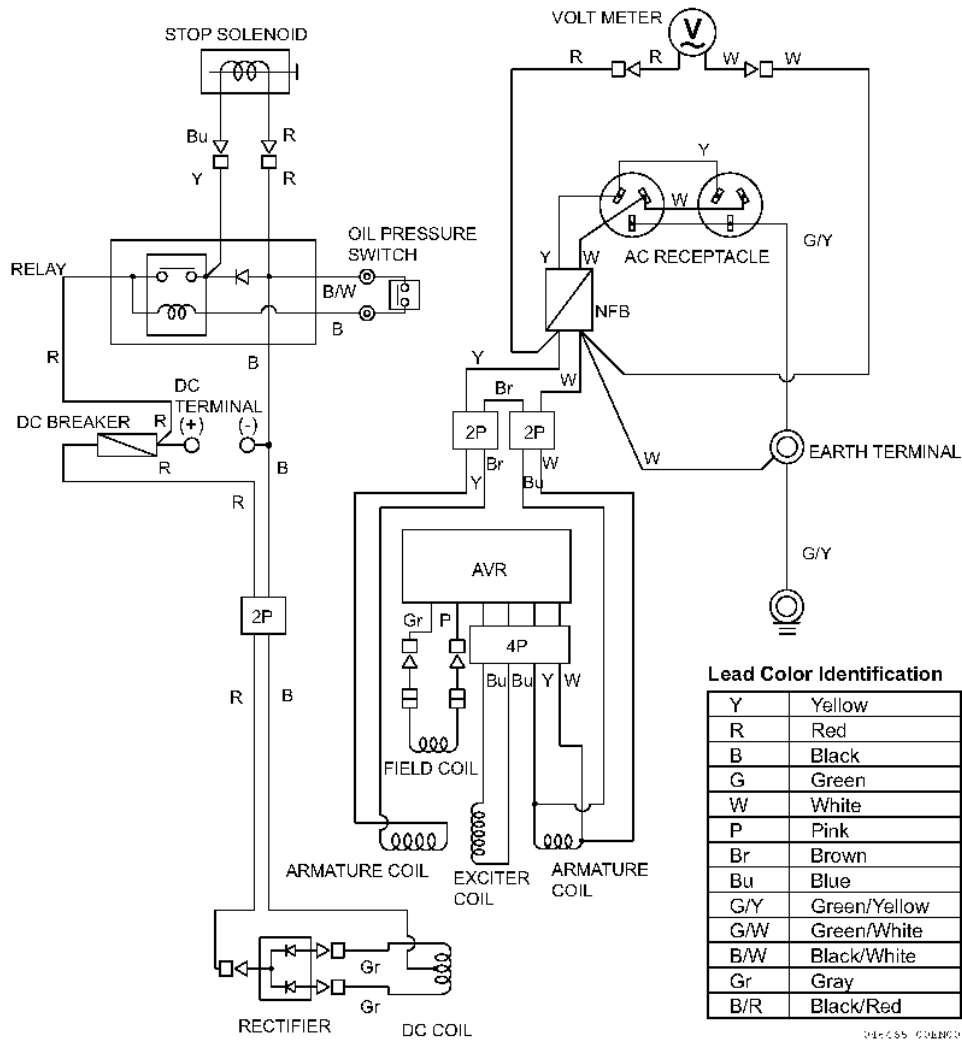 VOLT METER
V
STOP SOLENOID
R R W W
Bu R
Y R
Y
W
OIL PRESSURE
SWITCH
Y W
AC RECEPTACLE
G/Y
RELAY
B/W
B
NFB
R
B
Y
Br
W
DC
TERMINAL
DC BREAKER
R (+) (-)
R
B
2P 2P
EARTH TERMINAL
Br W
W
Y Bu
R
G/Y
AVR
2P
Gr P
4P
Bu Bu Y W
R B
FIELD COIL
ARMATURE COIL
EXCITER
COIL
ARMATURE
COIL
Gr
Gr
RECTIFIER
DC COIL
Lead Color Identification
Y Yellow
R Red
B Black
G Green
W White
P Pink
Br Brown
Bu Blue
G/Y Green/Yellow
G/W Green/White
B/W Black/White
Gr Gray
B/R Black/Red